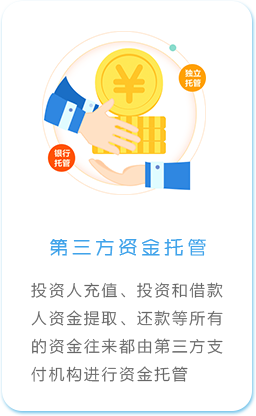 独立
托管
银行
托管
第三方资金托管
投资人充值、投资和借款
人资金提取、还款等所有
的资金往来都由第三方支
付机构进行资金托管